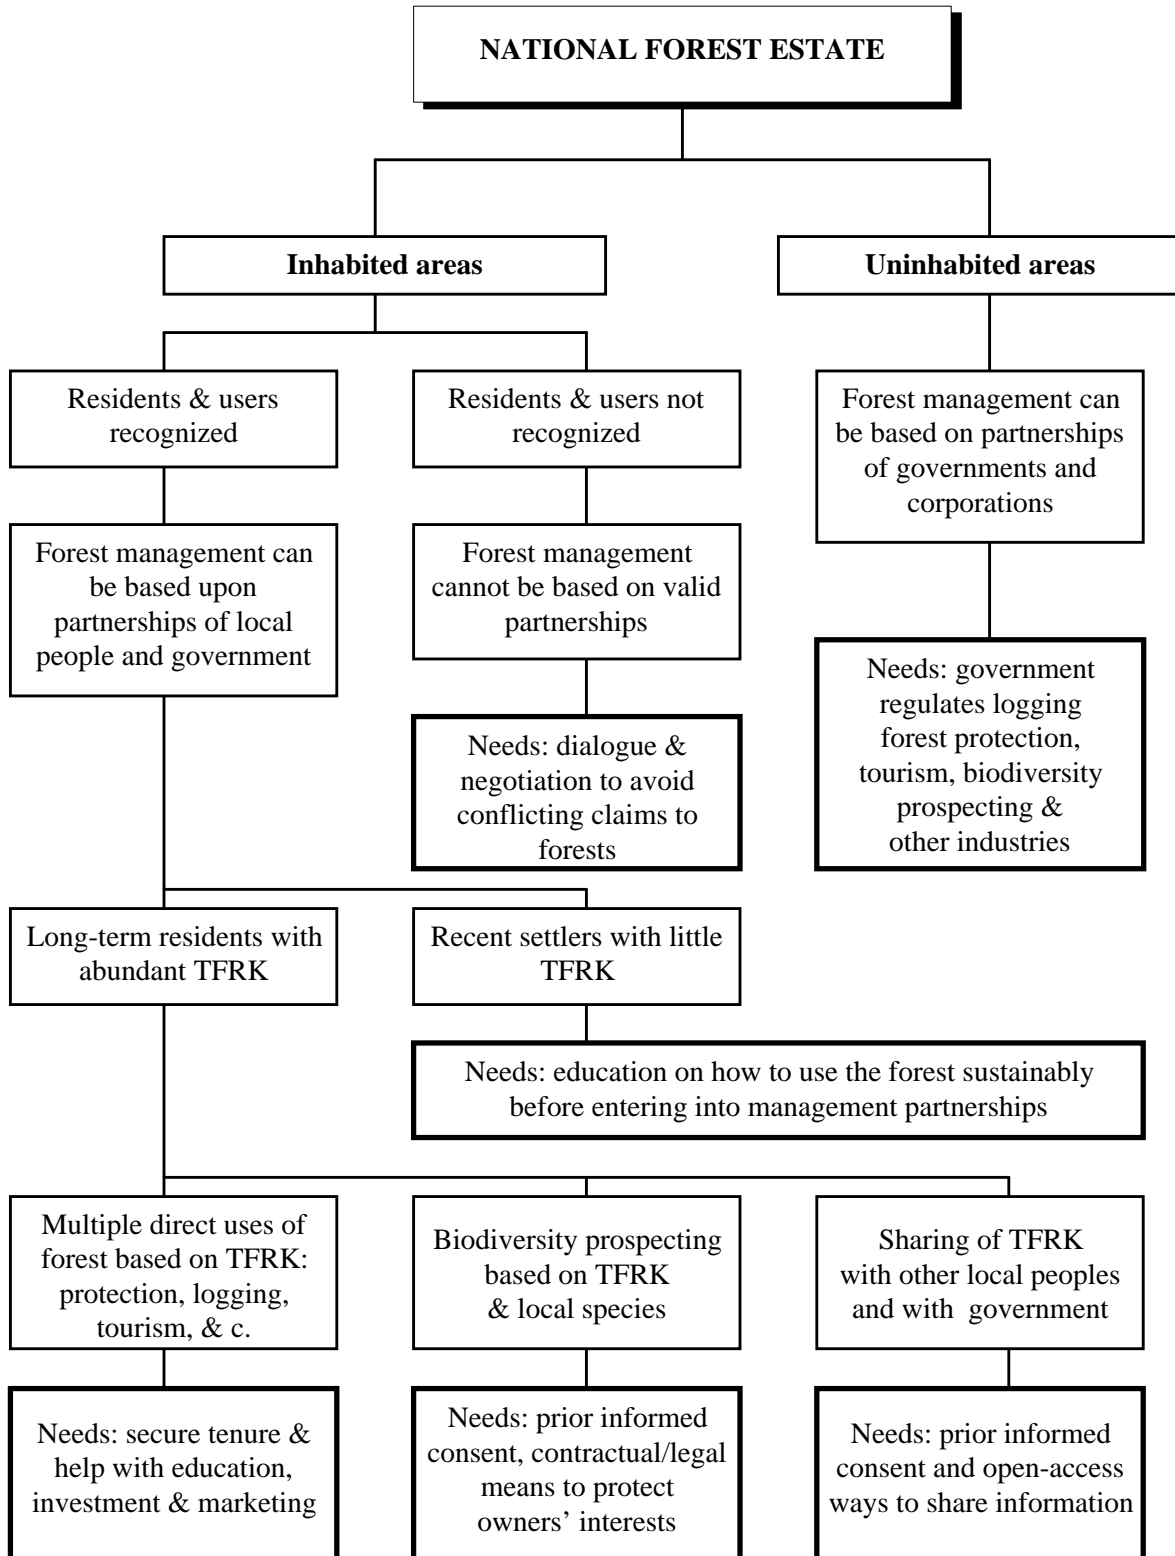 NATIONAL FOREST ESTATE
Inhabited areas
Uninhabited areas
Residents & users
recognized
Residents & users not
recognized
Forest management can
be based on partnerships
of governments and
corporations
Forest management can
be based upon
partnerships of local
people and government
Forest management
cannot be based on valid
partnerships
Needs: government
regulates logging
forest protection,
tourism, biodiversity
prospecting &
other industries
Needs: dialogue &
negotiation to avoid
conflicting claims to
forests
Long-term residents with
abundant TFRK
Recent settlers with little
TFRK
Needs: education on how to use the forest sustainably
before entering into management partnerships
Multiple direct uses of
forest based on TFRK:
protection, logging,
tourism, & c.
Biodiversity prospecting
based on TFRK
& local species
Sharing of TFRK
with other local peoples
and with government
Needs: secure tenure &
help with education,
investment & marketing
Needs: prior informed
consent, contractual/legal
means to protect
owners’ interests
Needs: prior informed
consent and open-access
ways to share information